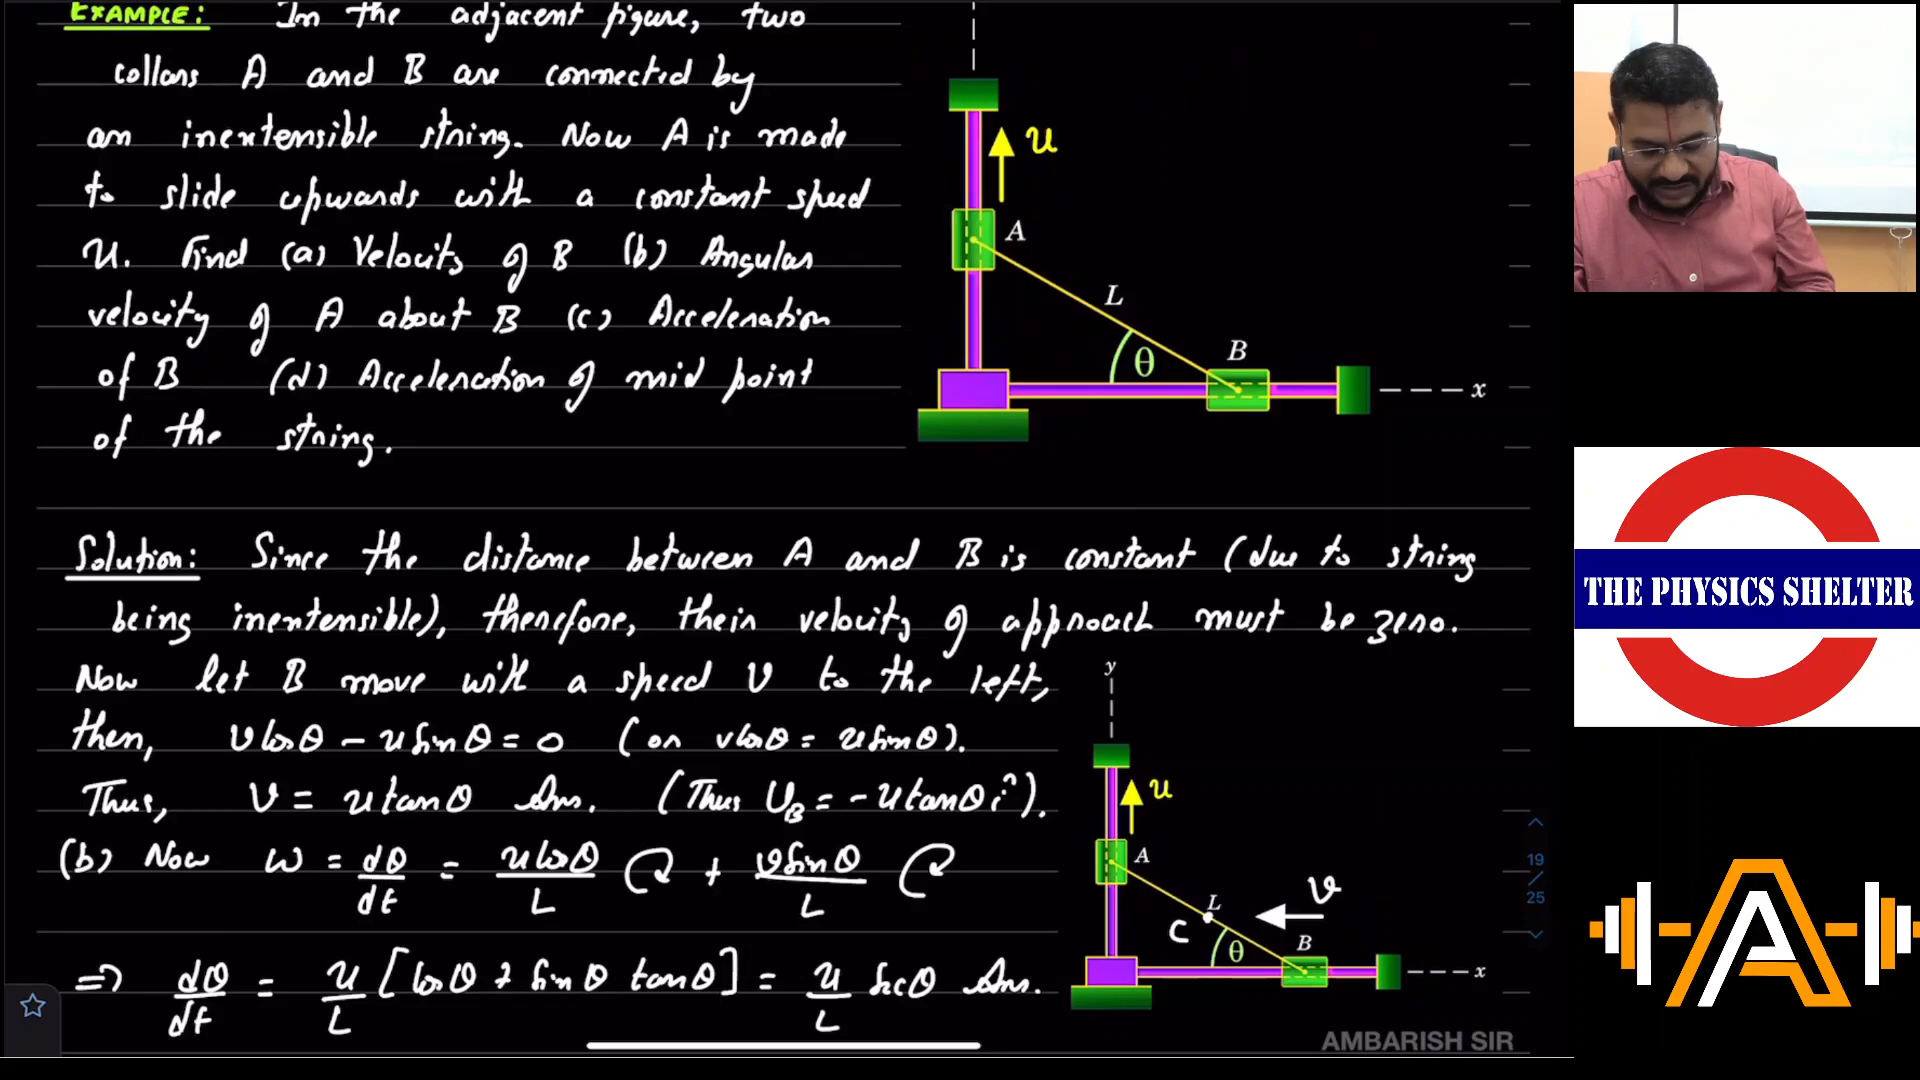 EXAMPLE: In the adjacent figure, two
collars A and B are connected by
an inextensible string. Now A is made
to slide upwards with a constant speed
u. Find (a) Velocity of B (b) Angular
velocity of A about B (c) Acceleration
of B (d) Acceleration of mid point
of the string.
u
A
L
B
θ
x
Solution: Since the distance between A and B is constant (due to string
being inextensible), therefore, their velocity of approach must be zero.
Now let B move with a speed v to the left,
then, v cosθ - u sinθ = 0 (or v cosθ = u sinθ).
Thus, v = u tanθ Ans. (Thus v_B = -u tanθ î).
(b) Now ω = dθ/dt = u cosθ/L ↻ + v sinθ/L ↻
⇒ dθ/dt = u/L [cosθ + sinθ tanθ] = u/L secθ Ans.
y
u
A
L
C
v
θ
B
x
19
/
25
AMBARISH SIR
THE PHYSICS SHELTER
A